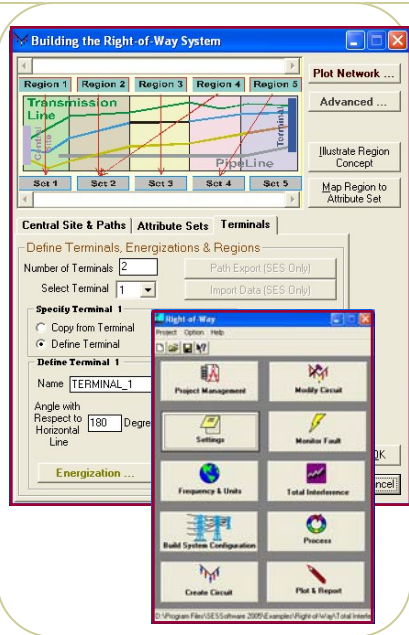 Building the Right-of-Way System
Region 1 Region 2 Region 3 Region 4 Region 5
Transmission
Line
Central
Site
Terminal
PipeLine
Set 1 Set 2 Set 3 Set 4 Set 5
Plot Network ...
Advanced ...
Illustrate Region
Concept
Map Region to
Attribute Set
Central Site & Paths Attribute Sets Terminals
Define Terminals, Energizations & Regions
Number of Terminals 2
Path Export (SES Only)
Select Terminal 1
Import Data (SES Only)
Specify Terminal 1
Copy from Terminal
Define Terminal
Define Terminal 1
Name TERMINAL_1
Angle with
Respect to
Horizontal
Line
180 Degre
Energization ...
OK
ncel
Right-of-Way
Project Option Help
Project Management
Modify Circuit
Settings
Monitor Fault
Frequency & Units
Total Interference
Build System Configuration
Process
Create Circuit
Plot & Report
D:\Program Files\SESSoftware 2005\Examples\Right-of-Way\Total Interfe